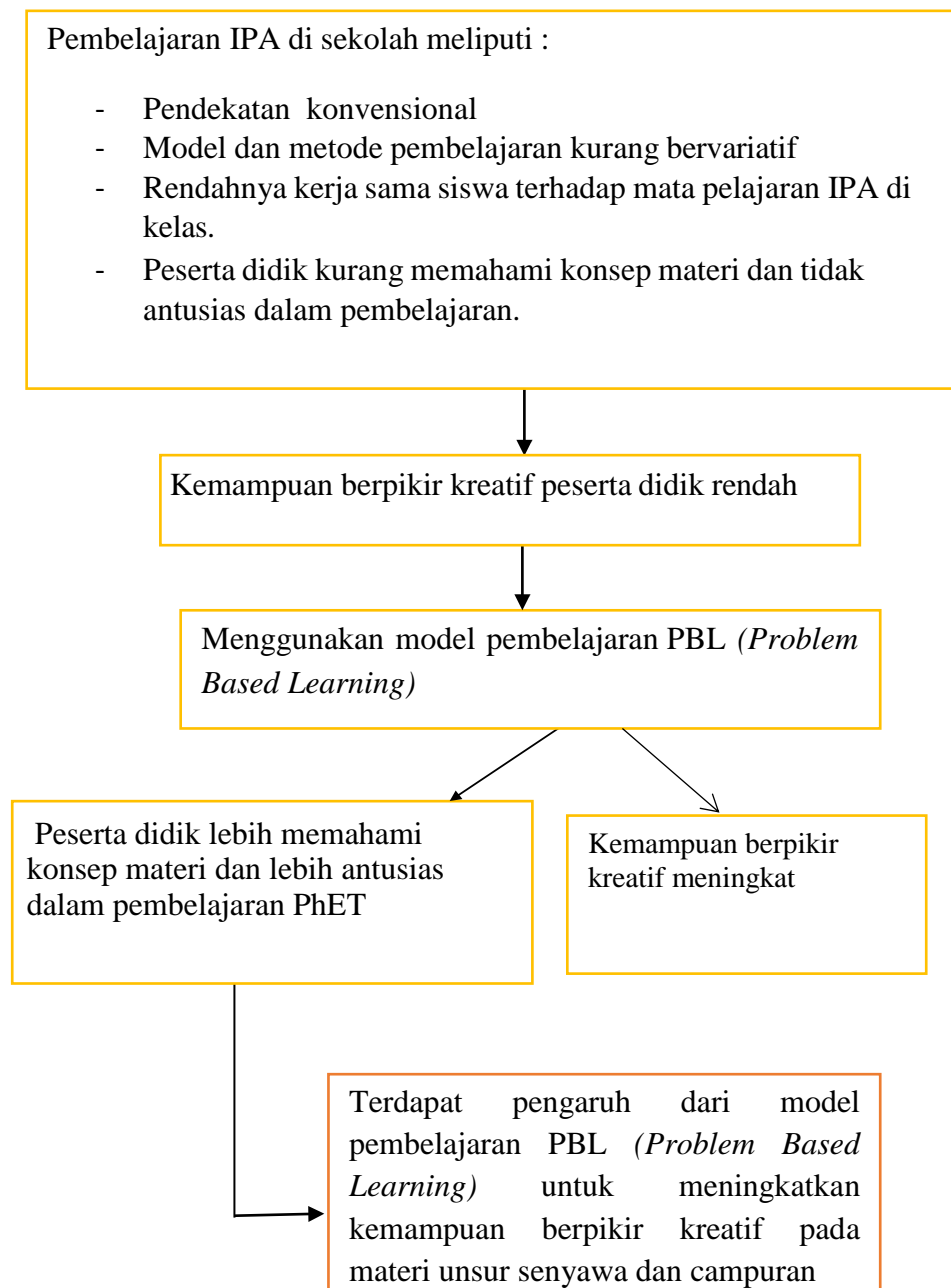 Pembelajaran IPA di sekolah meliputi :
- Pendekatan konvensional
- Model dan metode pembelajaran kurang bervariatif
- Rendahnya kerja sama siswa terhadap mata pelajaran IPA di
kelas.
- Peserta didik kurang memahami konsep materi dan tidak
antusias dalam pembelajaran.
Kemampuan berpikir kreatif peserta didik rendah
Menggunakan model pembelajaran PBL (Problem
Based Learning)
Peserta didik lebih memahami
konsep materi dan lebih antusias
dalam pembelajaran PhET
Kemampuan berpikir
kreatif meningkat
Terdapat pengaruh dari model
pembelajaran PBL (Problem Based
Learning) untuk meningkatkan
kemampuan berpikir kreatif pada
materi unsur senyawa dan campuran